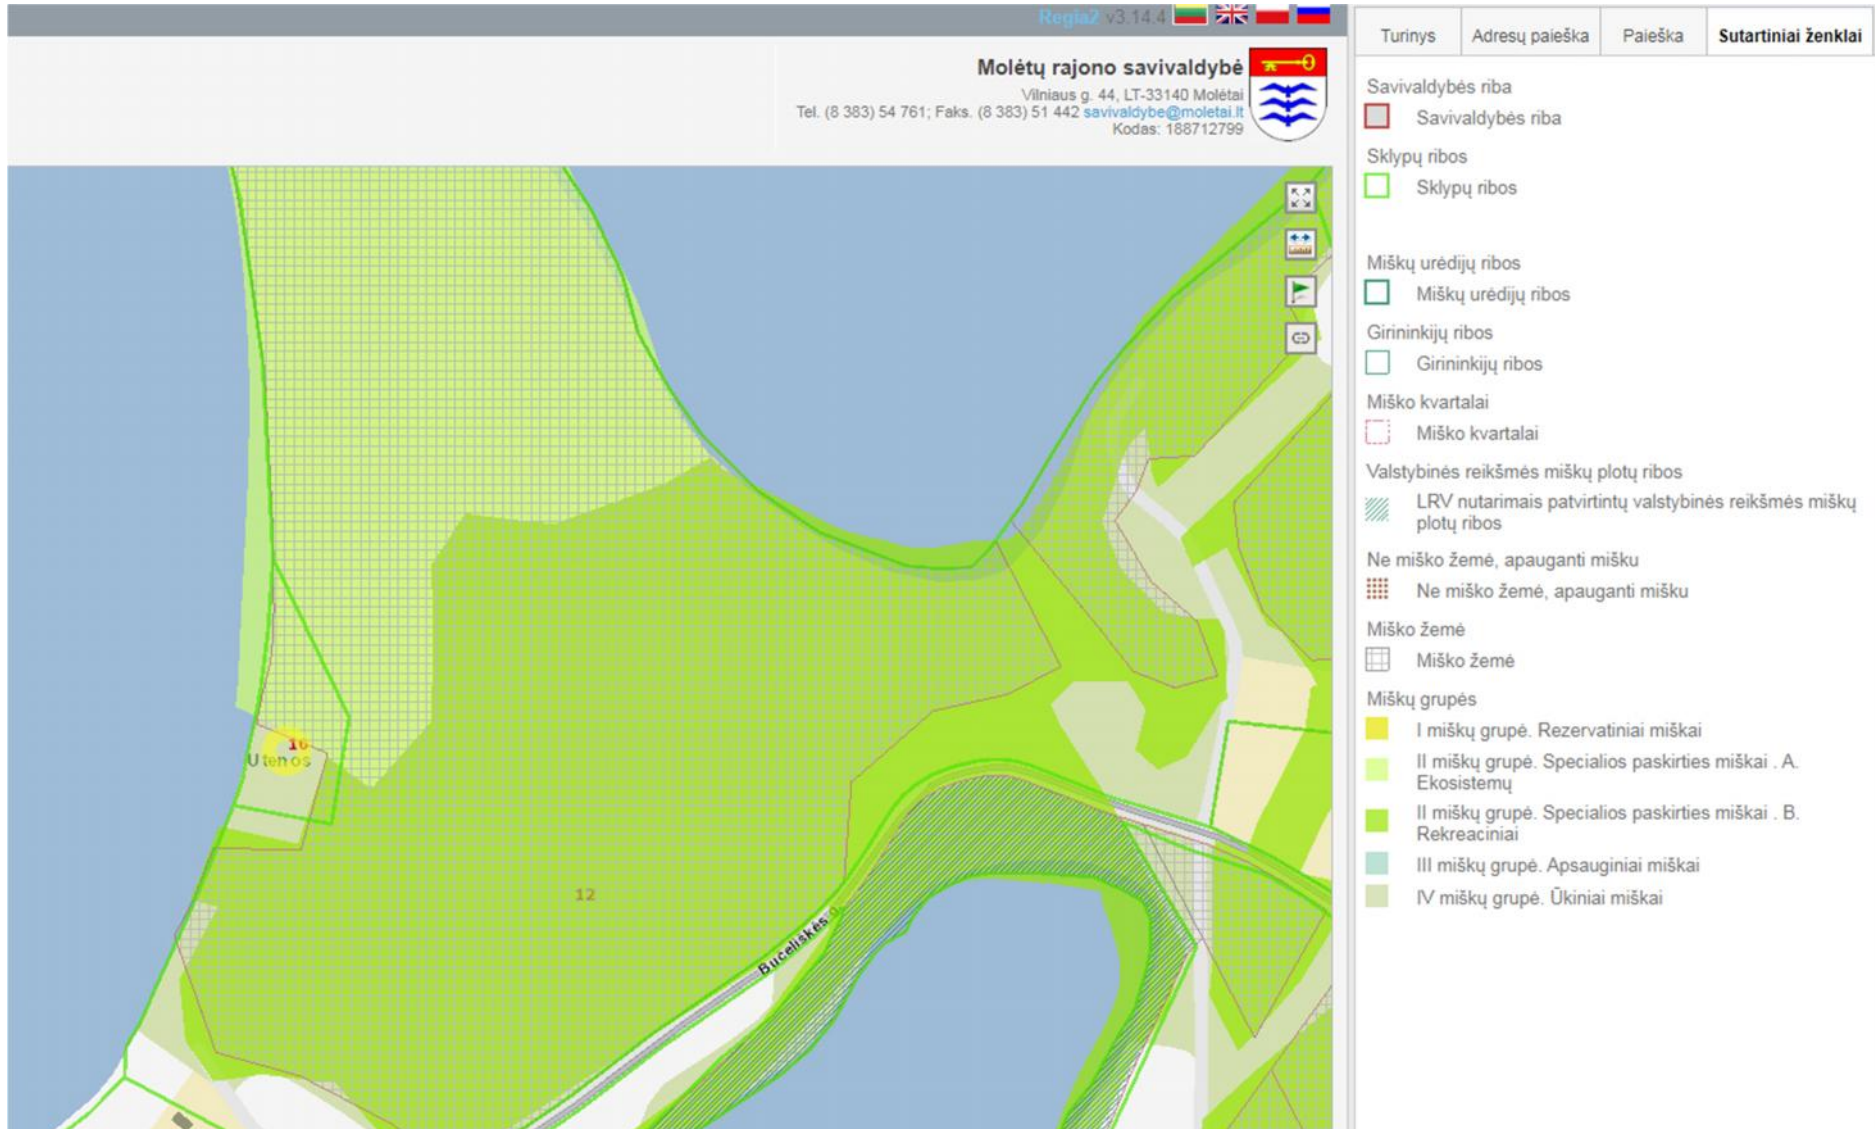 Regia2 v3.14.4
Molėtų rajono savivaldybė
Vilniaus g. 44, LT-33140 Molėtai
Tel. (8 383) 54 761; Faks. (8 383) 51 442 savivaldybe@moletai.lt
Kodas: 188712799
10
Utenos
12
Bučeliškės g.
Turinys
Adresų paieška
Paieška
Sutartiniai ženklai
Savivaldybės riba
Savivaldybės riba
Sklypų ribos
Sklypų ribos
Miškų urėdijų ribos
Miškų urėdijų ribos
Girininkijų ribos
Girininkijų ribos
Miško kvartalai
Miško kvartalai
Valstybinės reikšmės miškų plotų ribos
LRV nutarimais patvirtintų valstybinės reikšmės miškų
plotų ribos
Ne miško žemė, apauganti mišku
Ne miško žemė, apauganti mišku
Miško žemė
Miško žemė
Miškų grupės
I miškų grupė. Rezervatiniai miškai
II miškų grupė. Specialios paskirties miškai . A.
Ekosistemų
II miškų grupė. Specialios paskirties miškai . B.
Rekreaciniai
III miškų grupė. Apsauginiai miškai
IV miškų grupė. Ūkiniai miškai